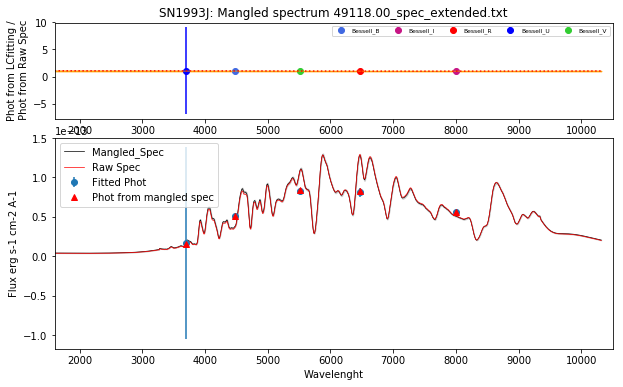 SN1993J: Mangled spectrum 49118.00_spec_extended.txt
Phot from LCfitting /
Phot from Raw Spec
10
5
0
−5
Bessell_B
Bessell_I
Bessell_R
Bessell_U
Bessell_V
2000 3000 4000 5000 6000 7000 8000 9000 10000
1e−13
Flux erg s-1 cm-2 A-1
1.5
1.0
0.5
0.0
−0.5
−1.0
Mangled_Spec
Raw Spec
Fitted Phot
Phot from mangled spec
2000 3000 4000 5000 6000 7000 8000 9000 10000
Wavelenght